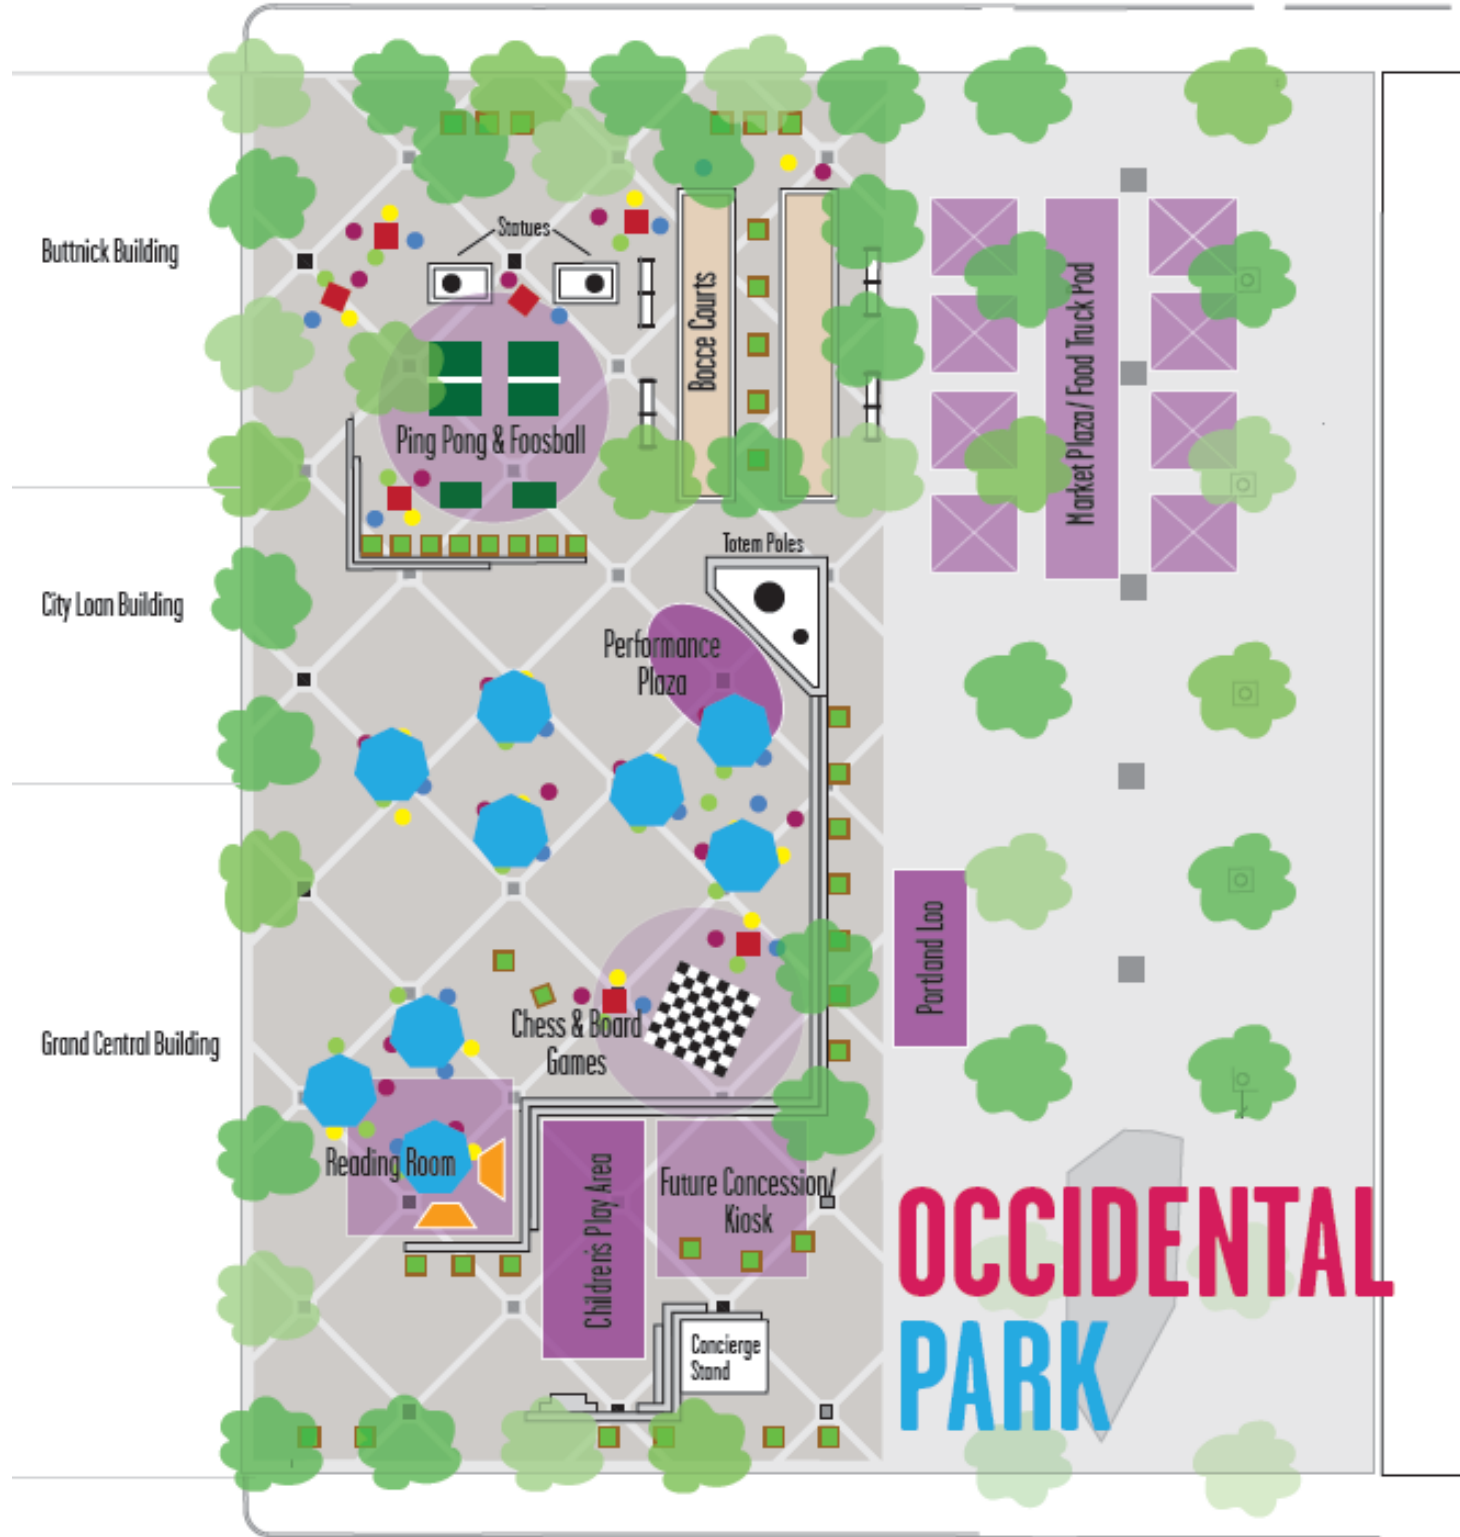 Buttnick Building
Statues
Bocce Courts
Market Plaza/ Food Truck Pod
Ping Pong & Foosball
Totem Poles
City Loan Building
Performance
Plaza
Portland Loo
Chess & Board
Games
Grand Central Building
Reading Room
Children's Play Area
Future Concession/
Kiosk
Concierge
Stand
OCCIDENTAL
PARK